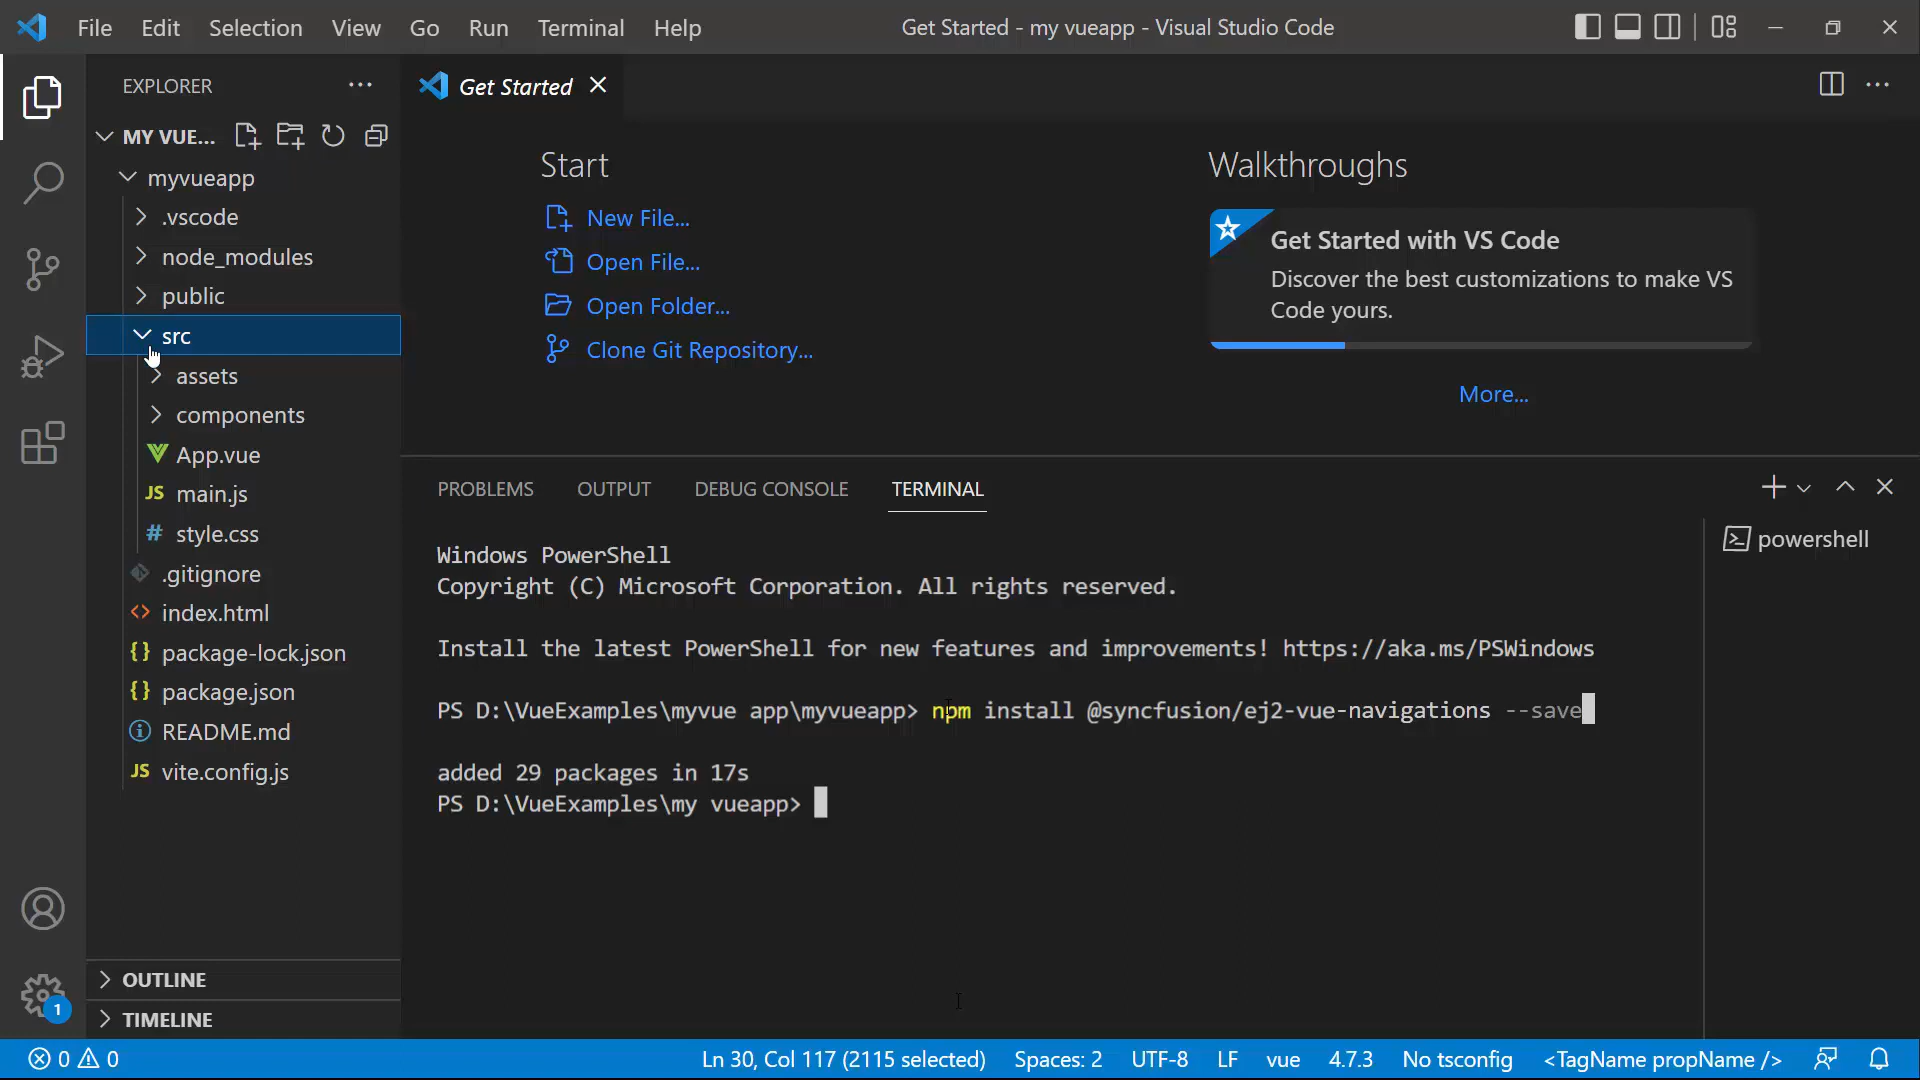 File Edit Selection View Go Run Terminal Help
Get Started - my vueapp - Visual Studio Code
EXPLORER
MY VUE...
myvueapp
.vscode
node_modules
public
src
assets
components
App.vue
JS main.js
# style.css
.gitignore
<> index.html
{} package-lock.json
{} package.json
README.md
JS vite.config.js
OUTLINE
TIMELINE
1
Get Started
Start
New File...
Open File...
Open Folder...
Clone Git Repository...
Walkthroughs
Get Started with VS Code
Discover the best customizations to make VS
Code yours.
More...
PROBLEMS OUTPUT DEBUG CONSOLE TERMINAL
powershell
Windows PowerShell
Copyright (C) Microsoft Corporation. All rights reserved.
Install the latest PowerShell for new features and improvements! https://aka.ms/PSWindows
PS D:\VueExamples\myvue app\myvueapp> npm install @syncfusion/ej2-vue-navigations --save
added 29 packages in 17s
PS D:\VueExamples\my vueapp>
0 0 Ln 30, Col 117 (2115 selected) Spaces: 2 UTF-8 LF vue 4.7.3 No tsconfig <TagName propName />